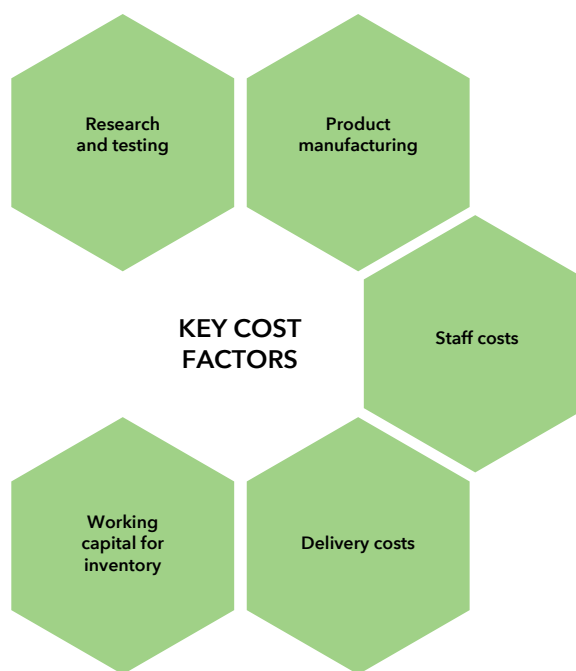 Research
and testing
Product
manufacturing
KEY COST
FACTORS
Staff costs
Working
capital for
inventory
Delivery costs